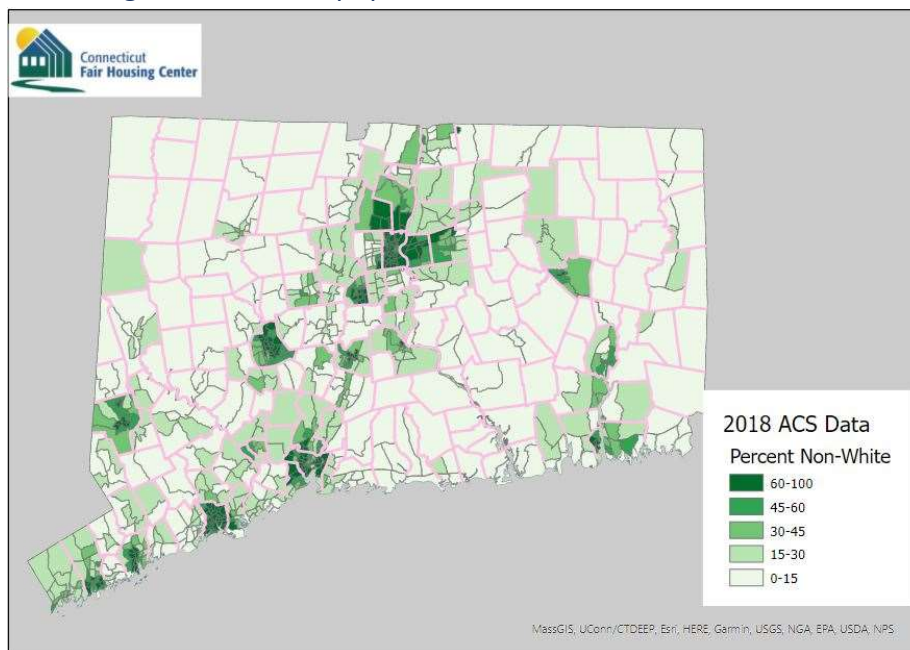 Connecticut
Fair Housing Center
2018 ACS Data
Percent Non-White
60-100
45-60
30-45
15-30
0-15
MassGIS, UConn/CTDEEP, Esri, HERE, Garmin, USGS, NGA, EPA, USDA, NPS